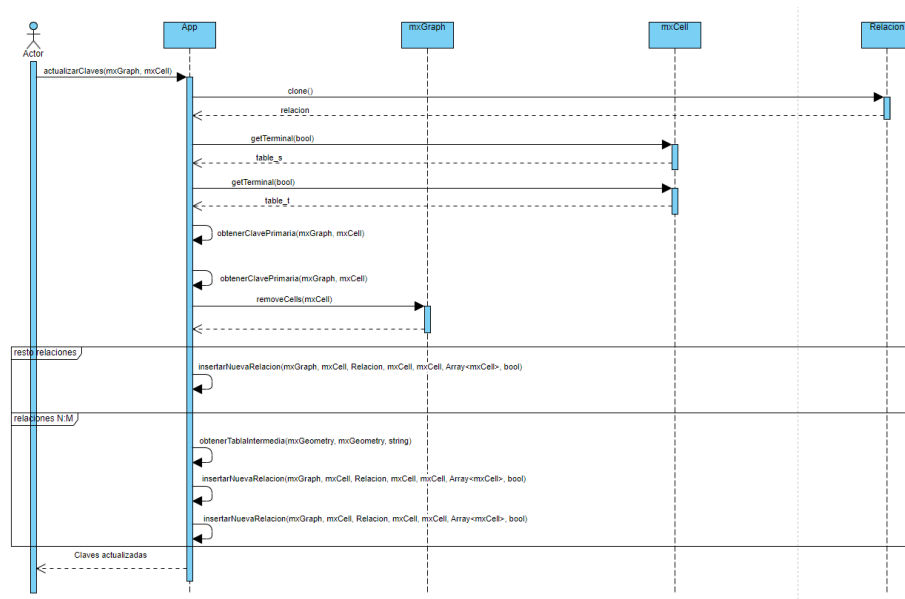 App
mxGraph
mxCell
Relacion
Actor
actualizarClaves(mxGraph, mxCell)
clone()
relacion
getTerminal(bool)
table_s
getTerminal(bool)
table_t
obtenerClavePrimaria(mxGraph, mxCell)
obtenerClavePrimaria(mxGraph, mxCell)
removeCells(mxCell)
resto relaciones
insertarNuevaRelacion(mxGraph, mxCell, Relacion, mxCell, mxCell, Array<mxCell>, bool)
relaciones N:M
obtenerTablaIntermedia(mxGeometry, mxGeometry, string)
insertarNuevaRelacion(mxGraph, mxCell, Relacion, mxCell, mxCell, Array<mxCell>, bool)
insertarNuevaRelacion(mxGraph, mxCell, Relacion, mxCell, mxCell, Array<mxCell>, bool)
Claves actualizadas